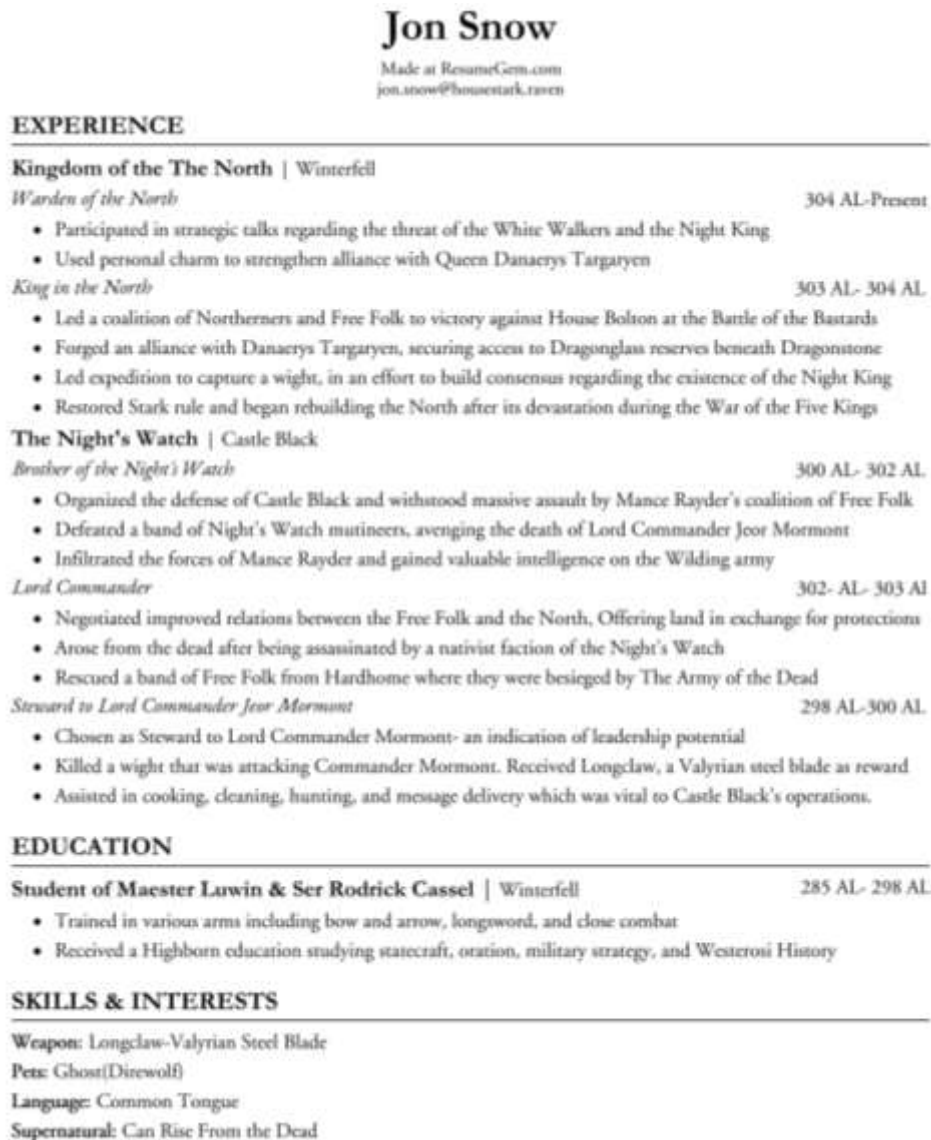 Jon Snow
Made at ResumeGem.com
jon.snow@housestark.raven
EXPERIENCE
Kingdom of the The North | Winterfell
Warden of the North 304 AL-Present
• Participated in strategic talks regarding the threat of the White Walkers and the Night King
• Used personal charm to strengthen alliance with Queen Danaerys Targaryen
King in the North 303 AL- 304 AL
• Led a coalition of Northerners and Free Folk to victory against House Bolton at the Battle of the Bastards
• Forged an alliance with Danaerys Targaryen, securing access to Dragonglass reserves beneath Dragonstone
• Led expedition to capture a wight, in an effort to build consensus regarding the existence of the Night King
• Restored Stark rule and began rebuilding the North after its devastation during the War of the Five Kings
The Night's Watch | Castle Black
Brother of the Night's Watch 300 AL- 302 AL
• Organized the defense of Castle Black and withstood massive assault by Mance Rayder's coalition of Free Folk
• Defeated a band of Night's Watch mutineers, avenging the death of Lord Commander Jeor Mormont
• Infiltrated the forces of Mance Rayder and gained valuable intelligence on the Wilding army
Lord Commander 302- AL- 303 Al
• Negotiated improved relations between the Free Folk and the North, Offering land in exchange for protections
• Arose from the dead after being assassinated by a nativist faction of the Night's Watch
• Rescued a band of Free Folk from Hardhome where they were besieged by The Army of the Dead
Steward to Lord Commander Jeor Mormont 298 AL-300 AL
• Chosen as Steward to Lord Commander Mormont- an indication of leadership potential
• Killed a wight that was attacking Commander Mormont. Received Longclaw, a Valyrian steel blade as reward
• Assisted in cooking, cleaning, hunting, and message delivery which was vital to Castle Black's operations.
EDUCATION
Student of Maester Luwin & Ser Rodrick Cassel | Winterfell 285 AL- 298 AL
• Trained in various arms including bow and arrow, longsword, and close combat
• Received a Highborn education studying statecraft, oration, military strategy, and Westerosi History
SKILLS & INTERESTS
Weapon: Longclaw-Valyrian Steel Blade
Pets: Ghost(Direwolf)
Language: Common Tongue
Supernatural: Can Rise From the Dead